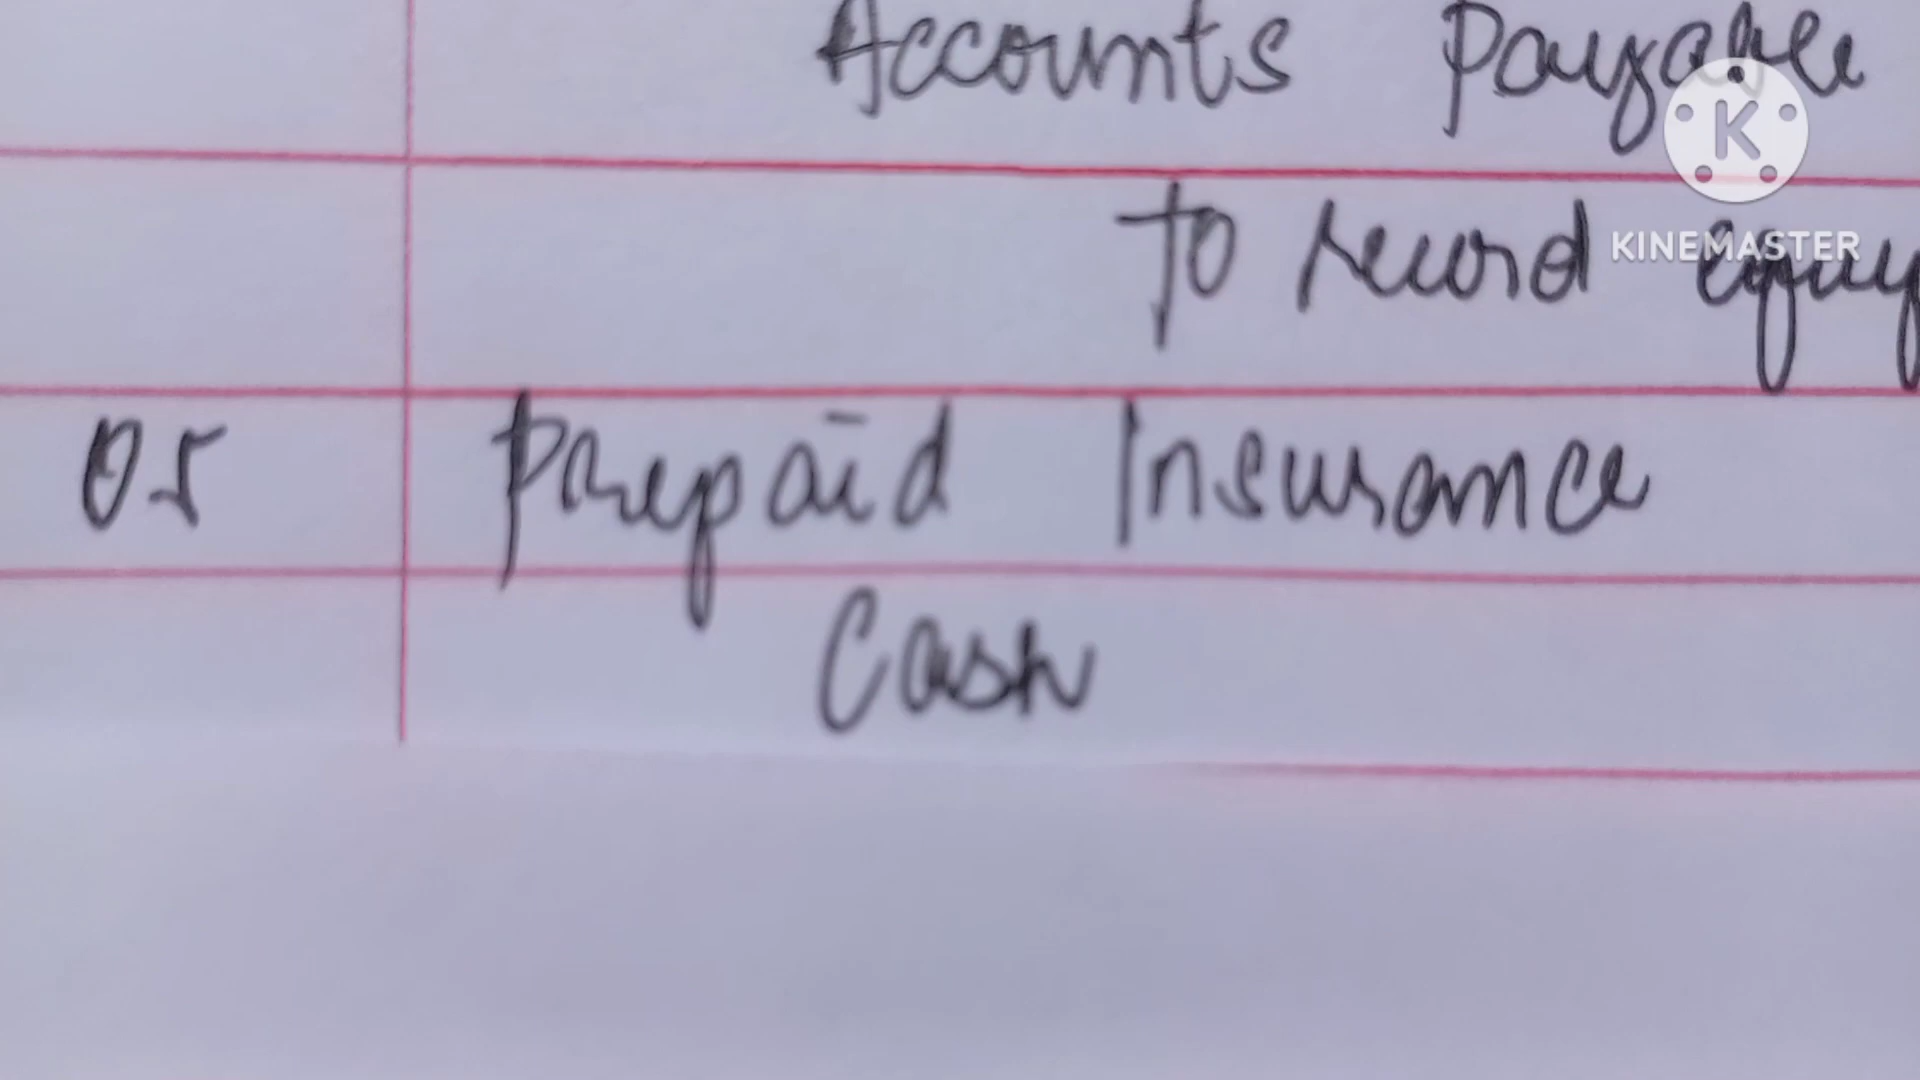 Accounts Payable
K
To record
KINEMASTER
05 Prepaid Insurance
Cash